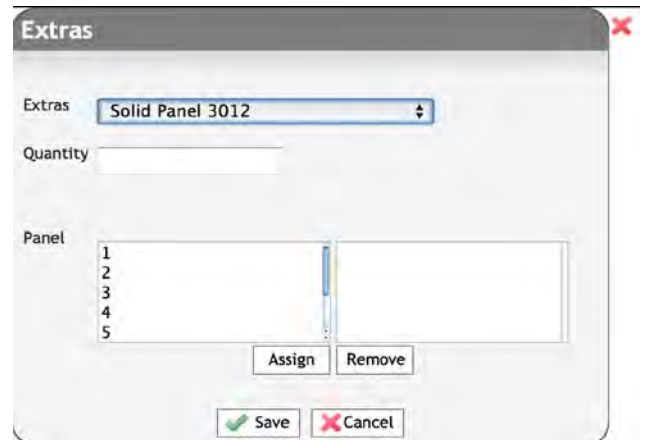 Extras
Extras Solid Panel 3012
Quantity
Panel
1
2
3
4
5
Assign Remove
Save Cancel